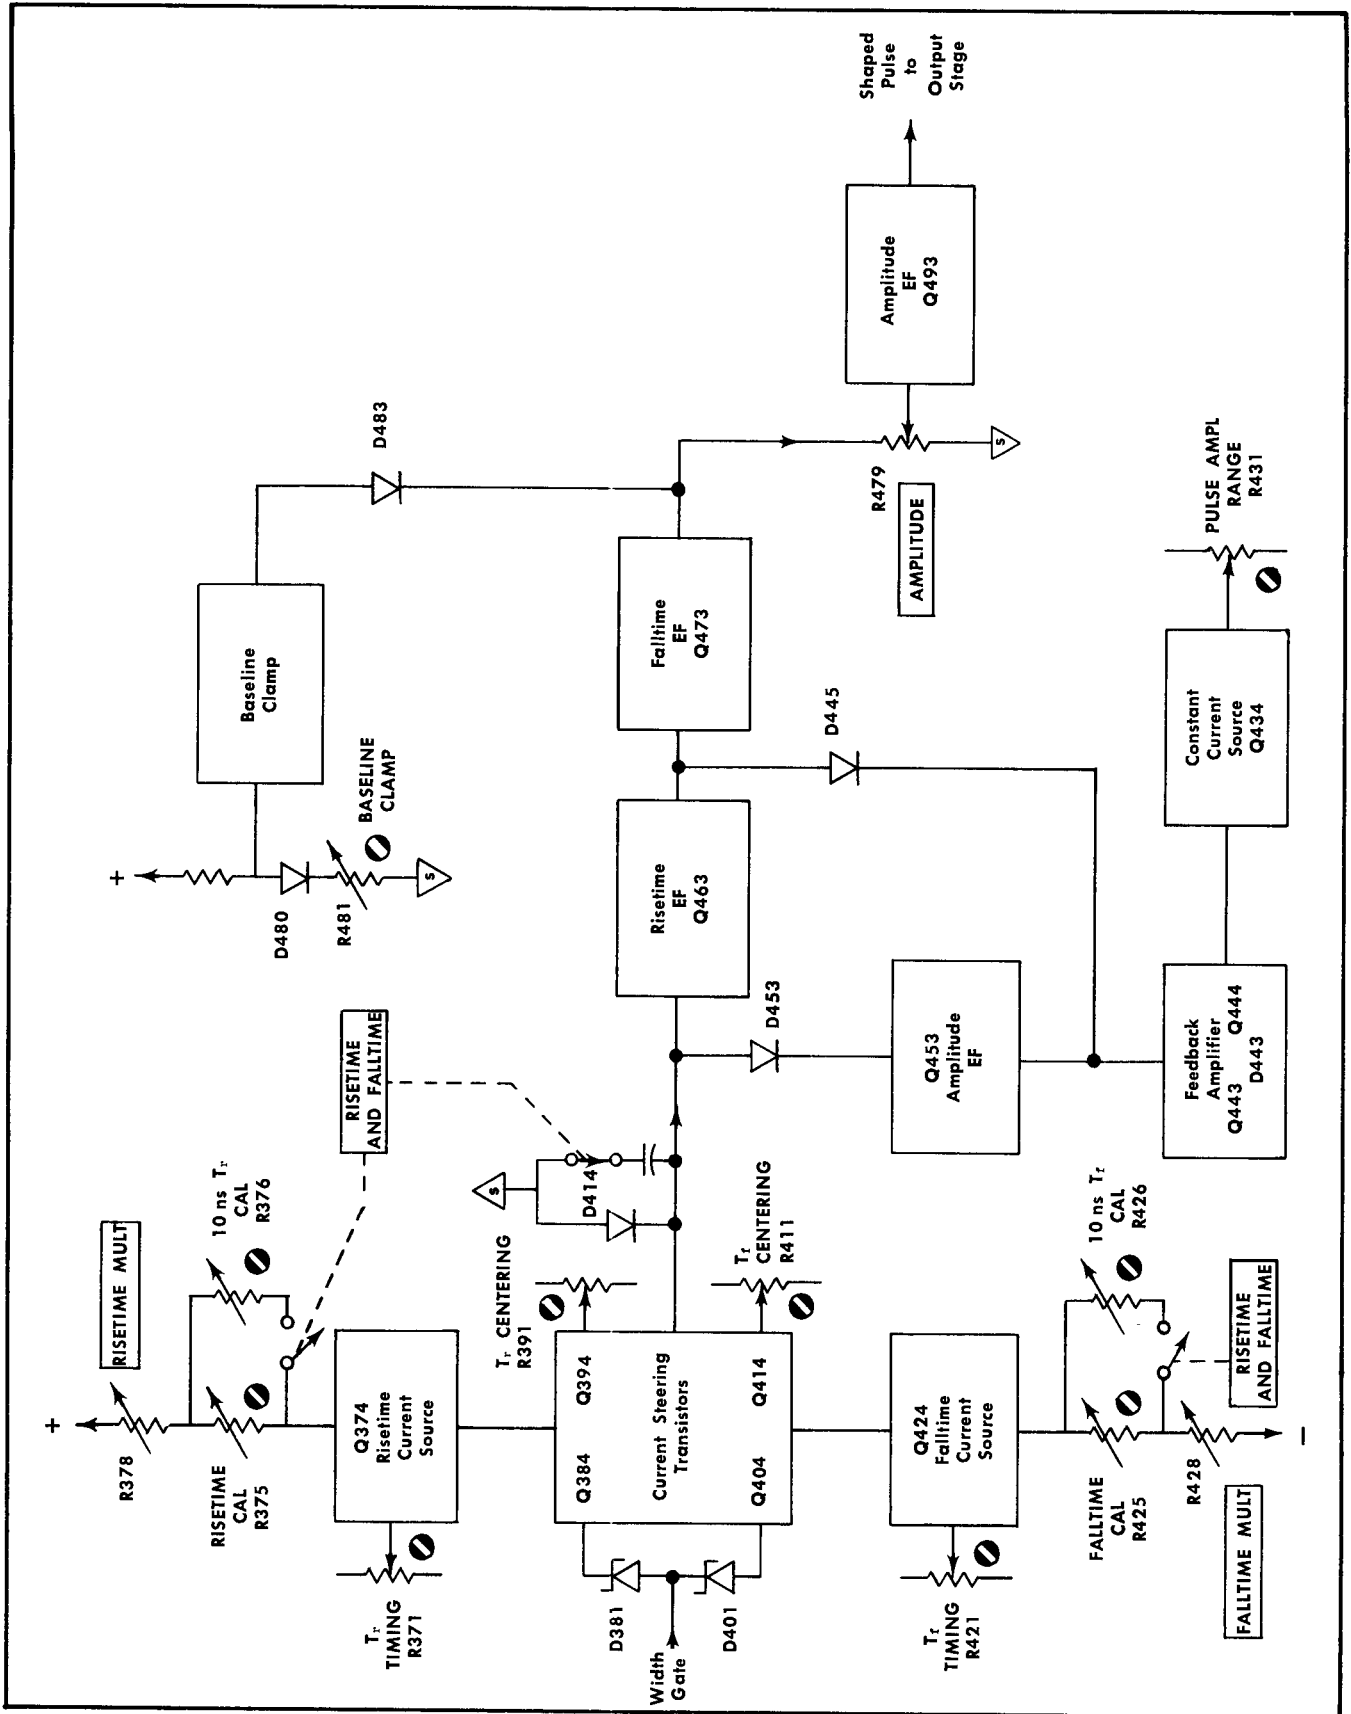 +
R378
RISETIME MULT
RISETIME
CAL
R375
10 ns Tr
CAL
R376
RISETIME
AND FALLTIME
Tr
TIMING
R371
Q374
Risetime
Current
Source
Tr CENTERING
R391
D381
Width
Gate
D401
Q384 Q394
Current Steering
Transistors
Q404 Q414
Tf
CENTERING
R411
s
D414
Tf
TIMING
R421
Q424
Falltime
Current
Source
FALLTIME
CAL
R425
10 ns Tf
CAL
R426
R428
FALLTIME MULT
RISETIME
AND FALLTIME
−
+
D480
R481
BASELINE
CLAMP
s
Baseline
Clamp
D483
Risetime
EF
Q463
Falltime
EF
Q473
D453
D445
Q453
Amplitude
EF
Feedback
Amplifier
Q443 Q444
D443
Constant
Current
Source
Q434
PULSE AMPL
RANGE
R431
R479
AMPLITUDE
s
Amplitude
EF
Q493
Shaped
Pulse
to
Output
Stage